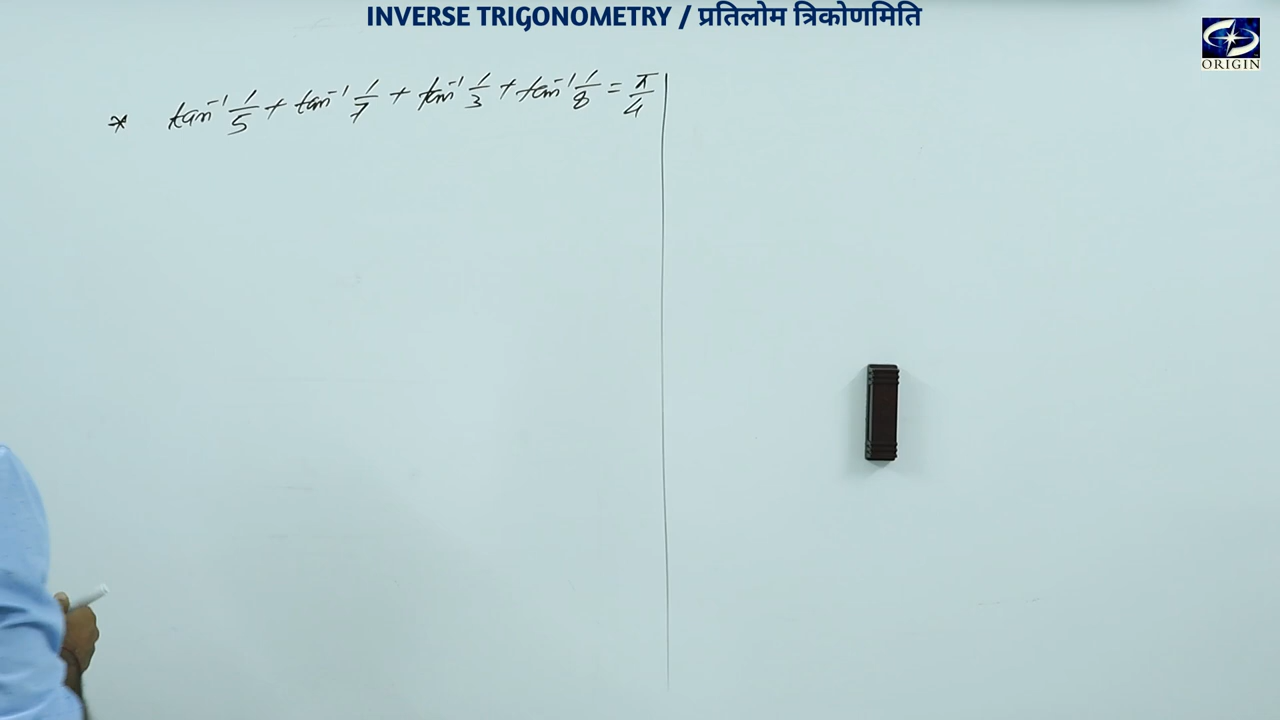 INVERSE TRIGONOMETRY / प्रतिलोम त्रिकोणमिति
ORIGIN
* tan⁻¹ 1/5 + tan⁻¹ 1/7 + tan⁻¹ 1/3 + tan⁻¹ 1/8 = π/4